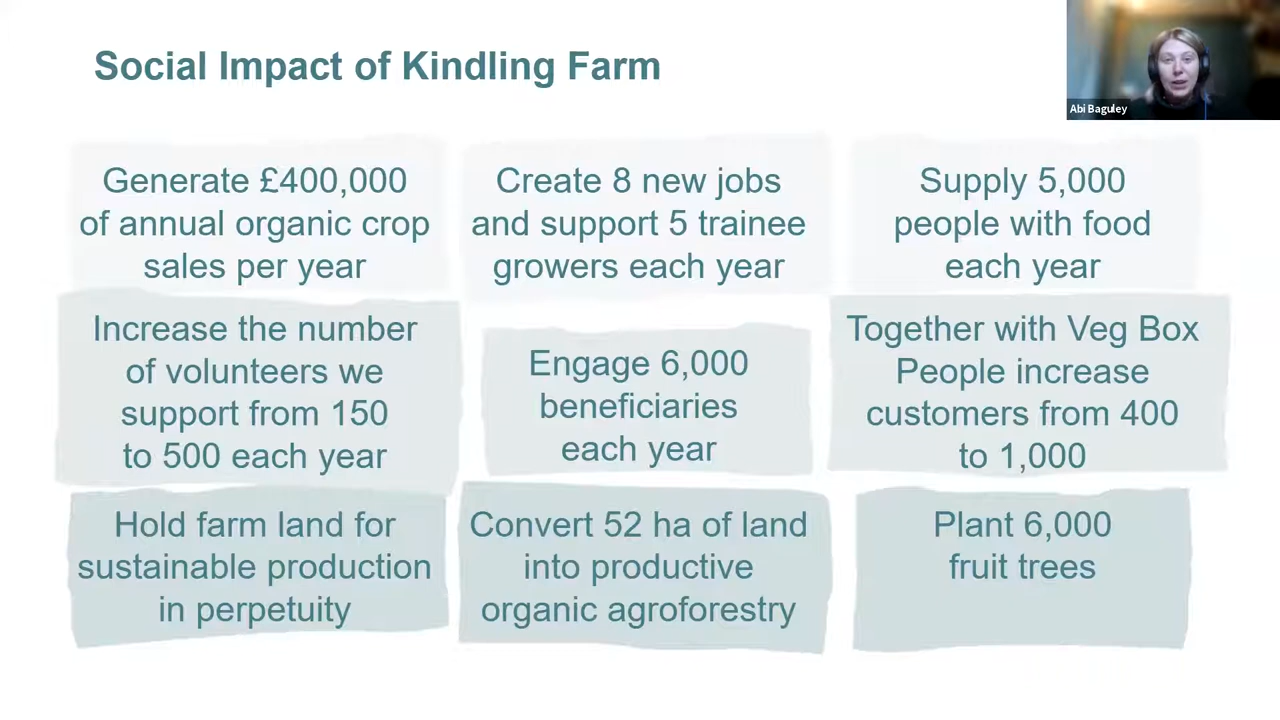 Social Impact of Kindling Farm
Abi Baguley
Generate £400,000
of annual organic crop
sales per year
Create 8 new jobs
and support 5 trainee
growers each year
Supply 5,000
people with food
each year
Increase the number
of volunteers we
support from 150
to 500 each year
Engage 6,000
beneficiaries
each year
Together with Veg Box
People increase
customers from 400
to 1,000
Hold farm land for
sustainable production
in perpetuity
Convert 52 ha of land
into productive
organic agroforestry
Plant 6,000
fruit trees